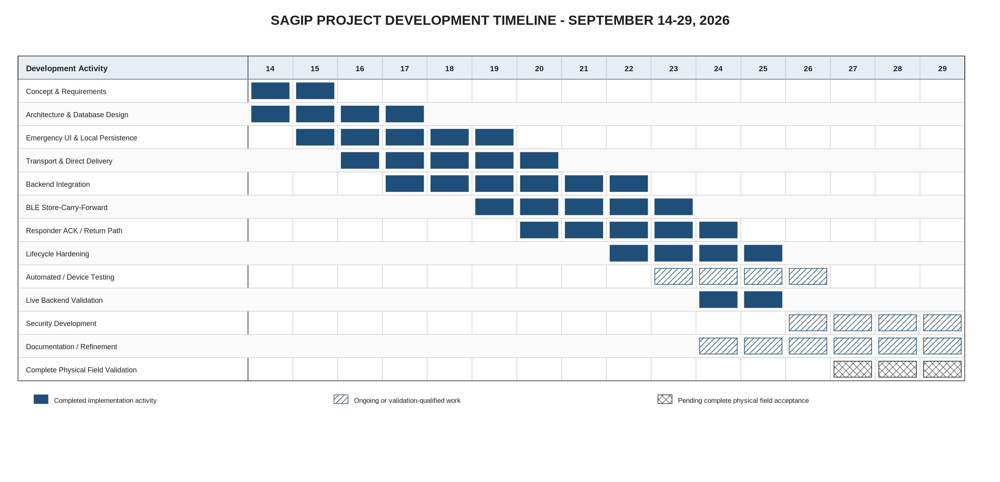 SAGIP PROJECT DEVELOPMENT TIMELINE - SEPTEMBER 14-29, 2026
Development Activity 14 15 16 17 18 19 20 21 22 23 24 25 26 27 28 29
Concept & Requirements
Architecture & Database Design
Emergency UI & Local Persistence
Transport & Direct Delivery
Backend Integration
BLE Store-Carry-Forward
Responder ACK / Return Path
Lifecycle Hardening
Automated / Device Testing
Live Backend Validation
Security Development
Documentation / Refinement
Complete Physical Field Validation
Completed implementation activity Ongoing or validation-qualified work Pending complete physical field acceptance